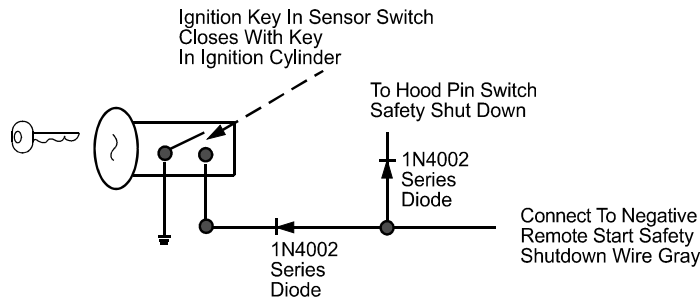 Ignition Key In Sensor Switch
Closes With Key
In Ignition Cylinder
To Hood Pin Switch
Safety Shut Down
1N4002
Series
Diode
1N4002
Series
Diode
Connect To Negative
Remote Start Safety
Shutdown Wire Gray